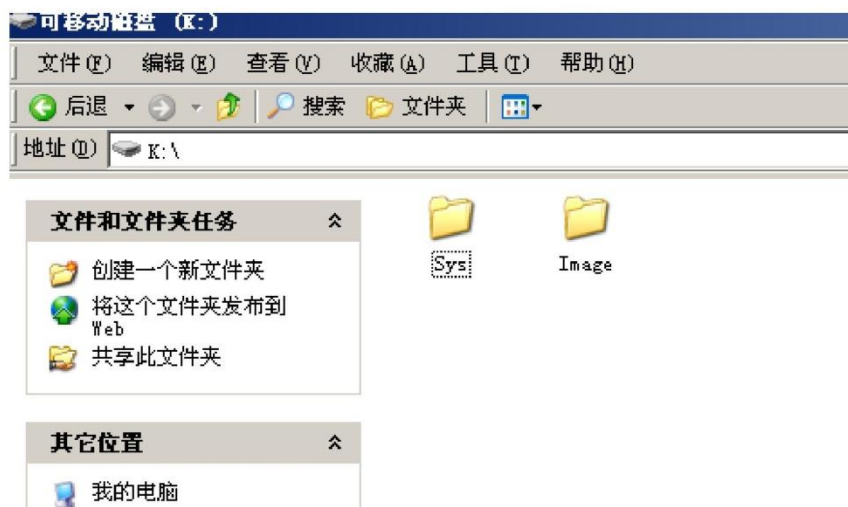 可移动磁盘 (K:)
文件(F) 编辑(E) 查看(V) 收藏(A) 工具(T) 帮助(H)
后退 搜索 文件夹
地址(D) K:\
文件和文件夹任务
创建一个新文件夹
将这个文件夹发布到
Web
共享此文件夹
Sys Image
其它位置
我的电脑